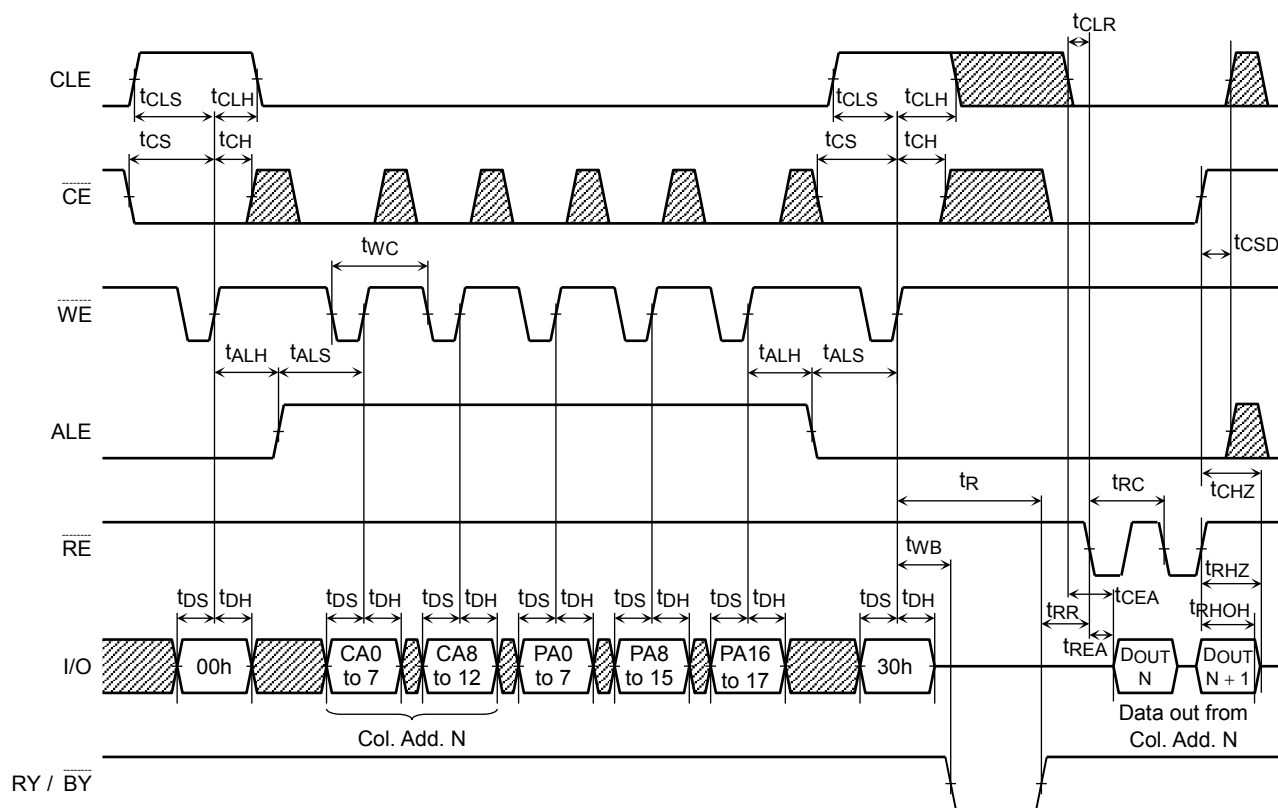 tCLR
CLE
tCLS tCLH tCLS tCLH
tCS tCH tCS tCH
CE
tWC tCSD
WE
tALH tALS tALH tALS
ALE
tR tRC tCHZ
RE
tWB tRHZ
tDS tDH tDS tDH tDS tDH tDS tDH tDS tDH tDS tDH tDS tDH tCEA tRHOH
tRR tREA
I/O 00h CA0 to 7 CA8 to 12 PA0 to 7 PA8 to 15 PA16 to 17 30h DOUT N DOUT N + 1
Col. Add. N
Data out from
Col. Add. N
RY / BY